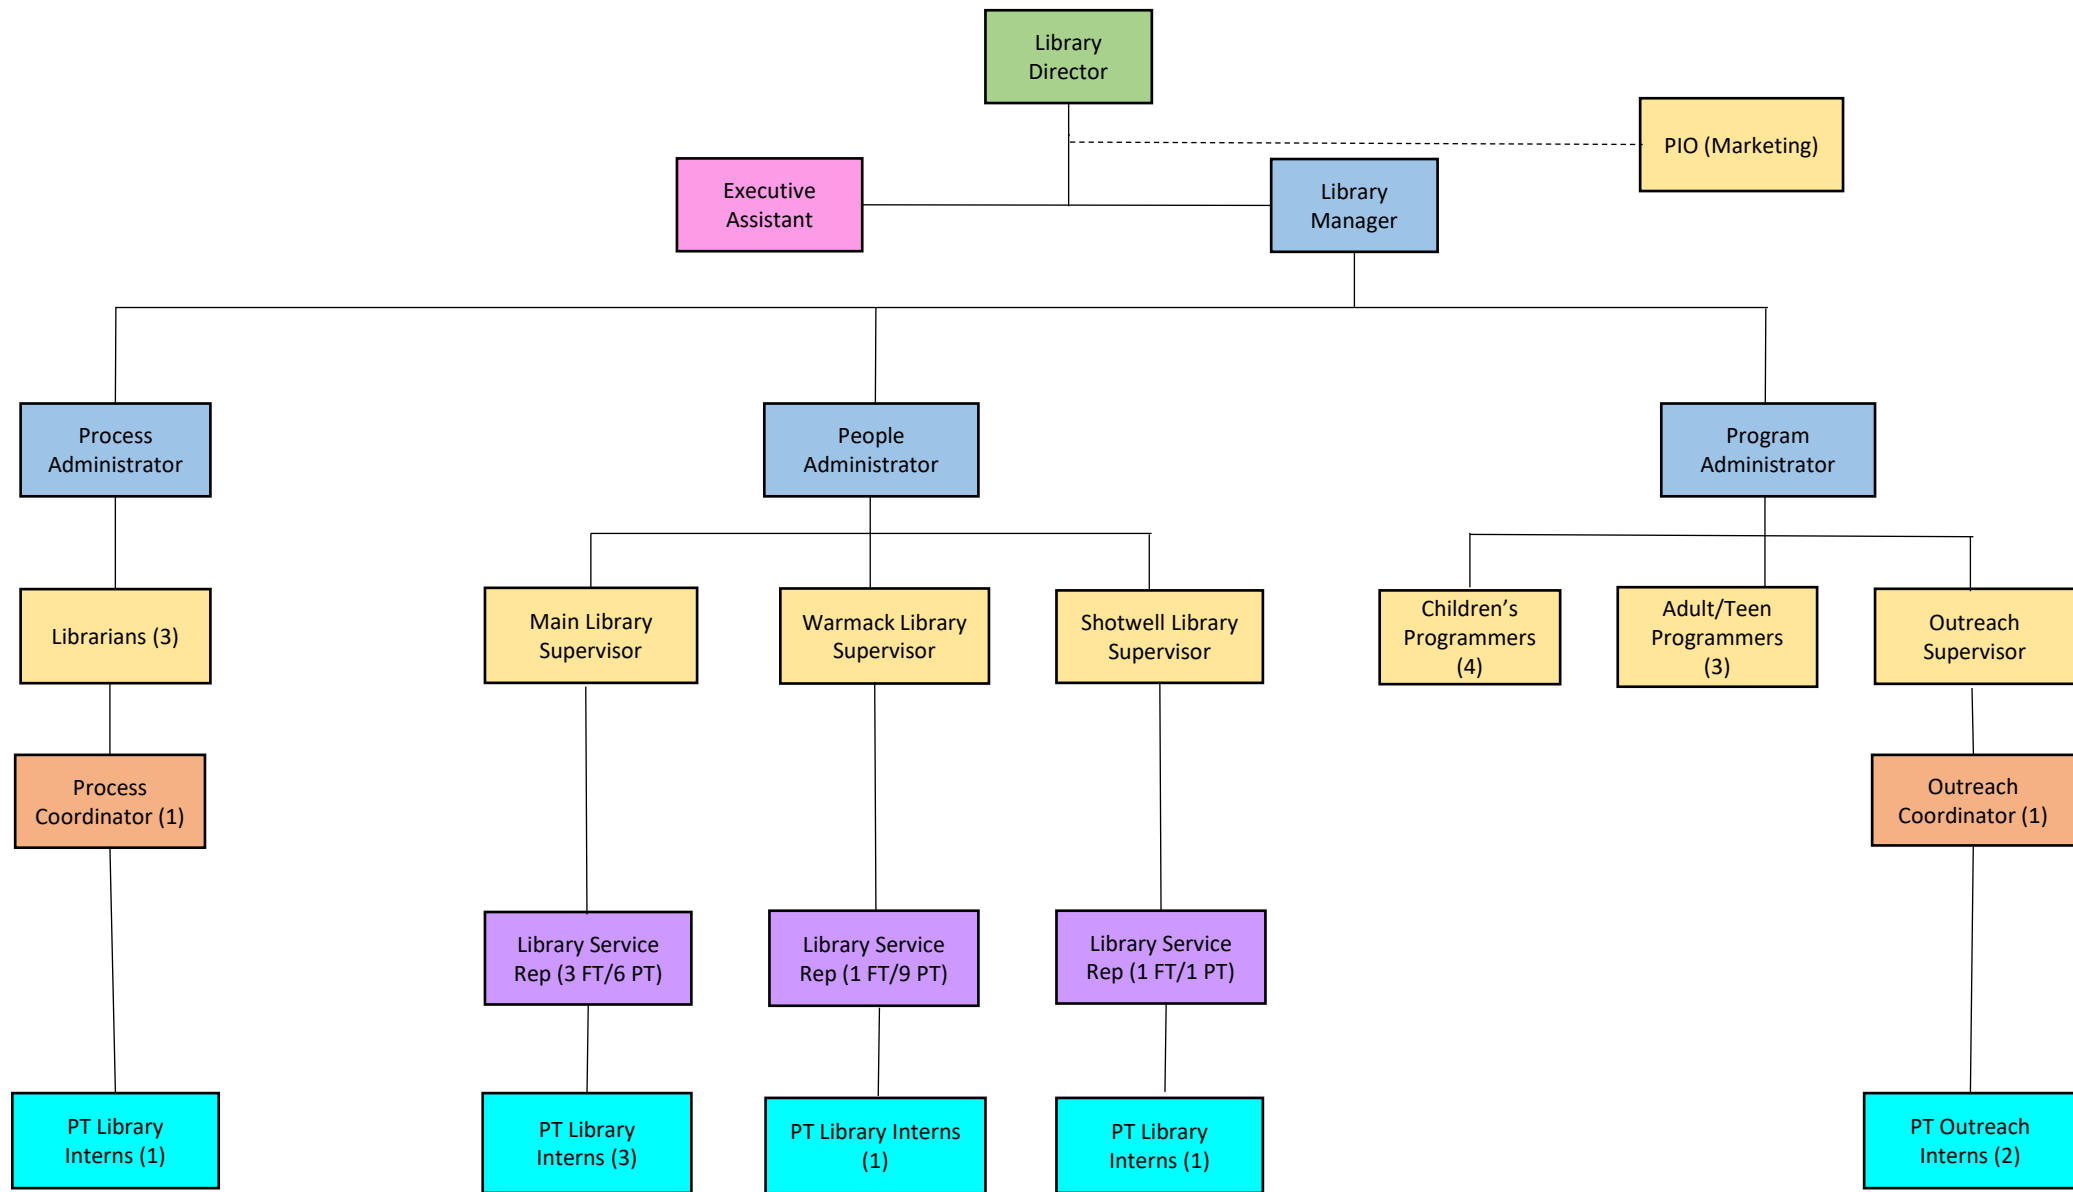 Library
Director
PIO (Marketing)
Executive
Assistant
Library
Manager
Process
Administrator
People
Administrator
Program
Administrator
Librarians (3)
Main Library
Supervisor
Warmack Library
Supervisor
Shotwell Library
Supervisor
Children’s
Programmers
(4)
Adult/Teen
Programmers
(3)
Outreach
Supervisor
Process
Coordinator (1)
Outreach
Coordinator (1)
Library Service
Rep (3 FT/6 PT)
Library Service
Rep (1 FT/9 PT)
Library Service
Rep (1 FT/1 PT)
PT Library
Interns (1)
PT Library
Interns (3)
PT Library Interns
(1)
PT Library
Interns (1)
PT Outreach
Interns (2)